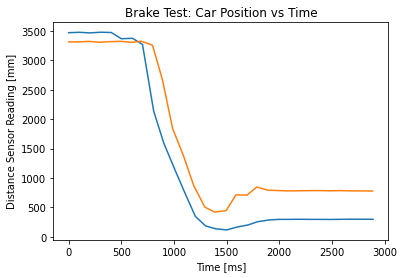 Brake Test: Car Position vs Time
Distance Sensor Reading [mm]
3500
3000
2500
2000
1500
1000
500
0
0 500 1000 1500 2000 2500 3000
Time [ms]